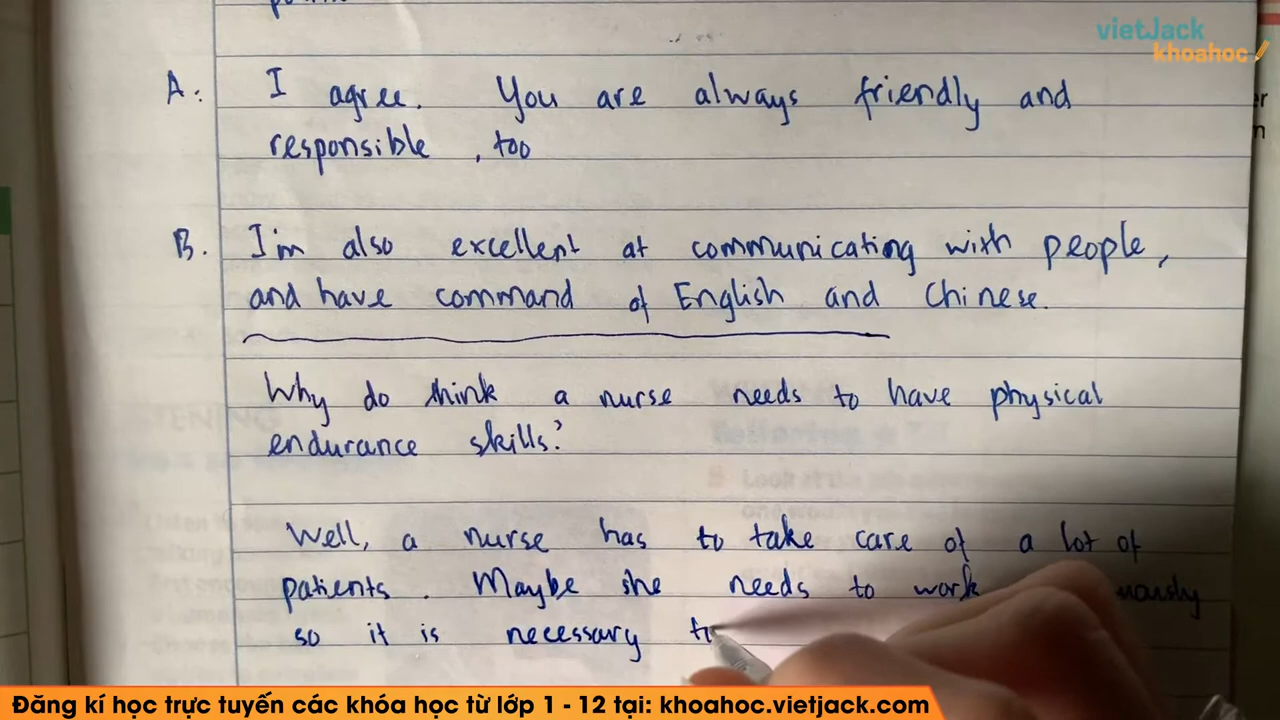 vietJack
khoahoc
A: I agree. You are always friendly and
responsible, too
B. I'm also excellent at communicating with people,
and have command of English and Chinese.
Why do think a nurse needs to have physical
endurance skills?
Well, a nurse has to take care of a lot of
patients. Maybe she needs to work
so it is necessary to
Đăng kí học trực tuyến các khóa học từ lớp 1 - 12 tại: khoahoc.vietjack.com